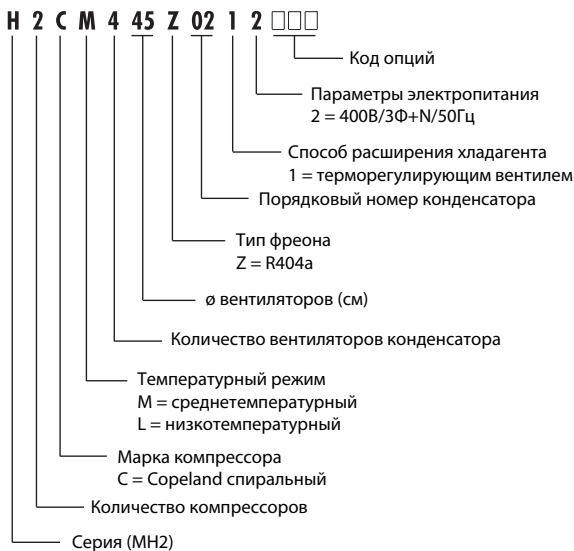 H 2 C M 4 45 Z 02 1 2 □□□
Код опций
Параметры электропитания
2 = 400В/3Ф+N/50Гц
Способ расширения хладагента
1 = терморегулирующим вентилем
Порядковый номер конденсатора
Тип фреона
Z = R404a
ø вентиляторов (см)
Количество вентиляторов конденсатора
Температурный режим
M = среднетемпературный
L = низкотемпературный
Марка компрессора
C = Copeland спиральный
Количество компрессоров
Серия (MH2)